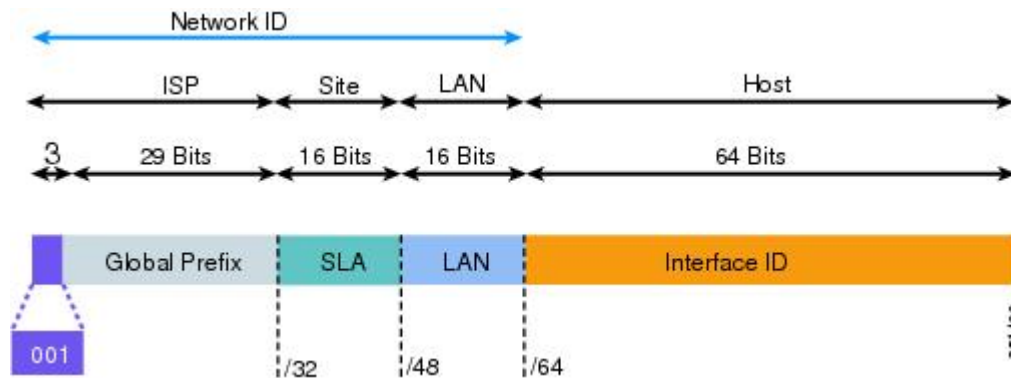 Network ID
ISP Site LAN Host
3 29 Bits 16 Bits 16 Bits 64 Bits
Global Prefix SLA LAN Interface ID
001
/32 /48 /64